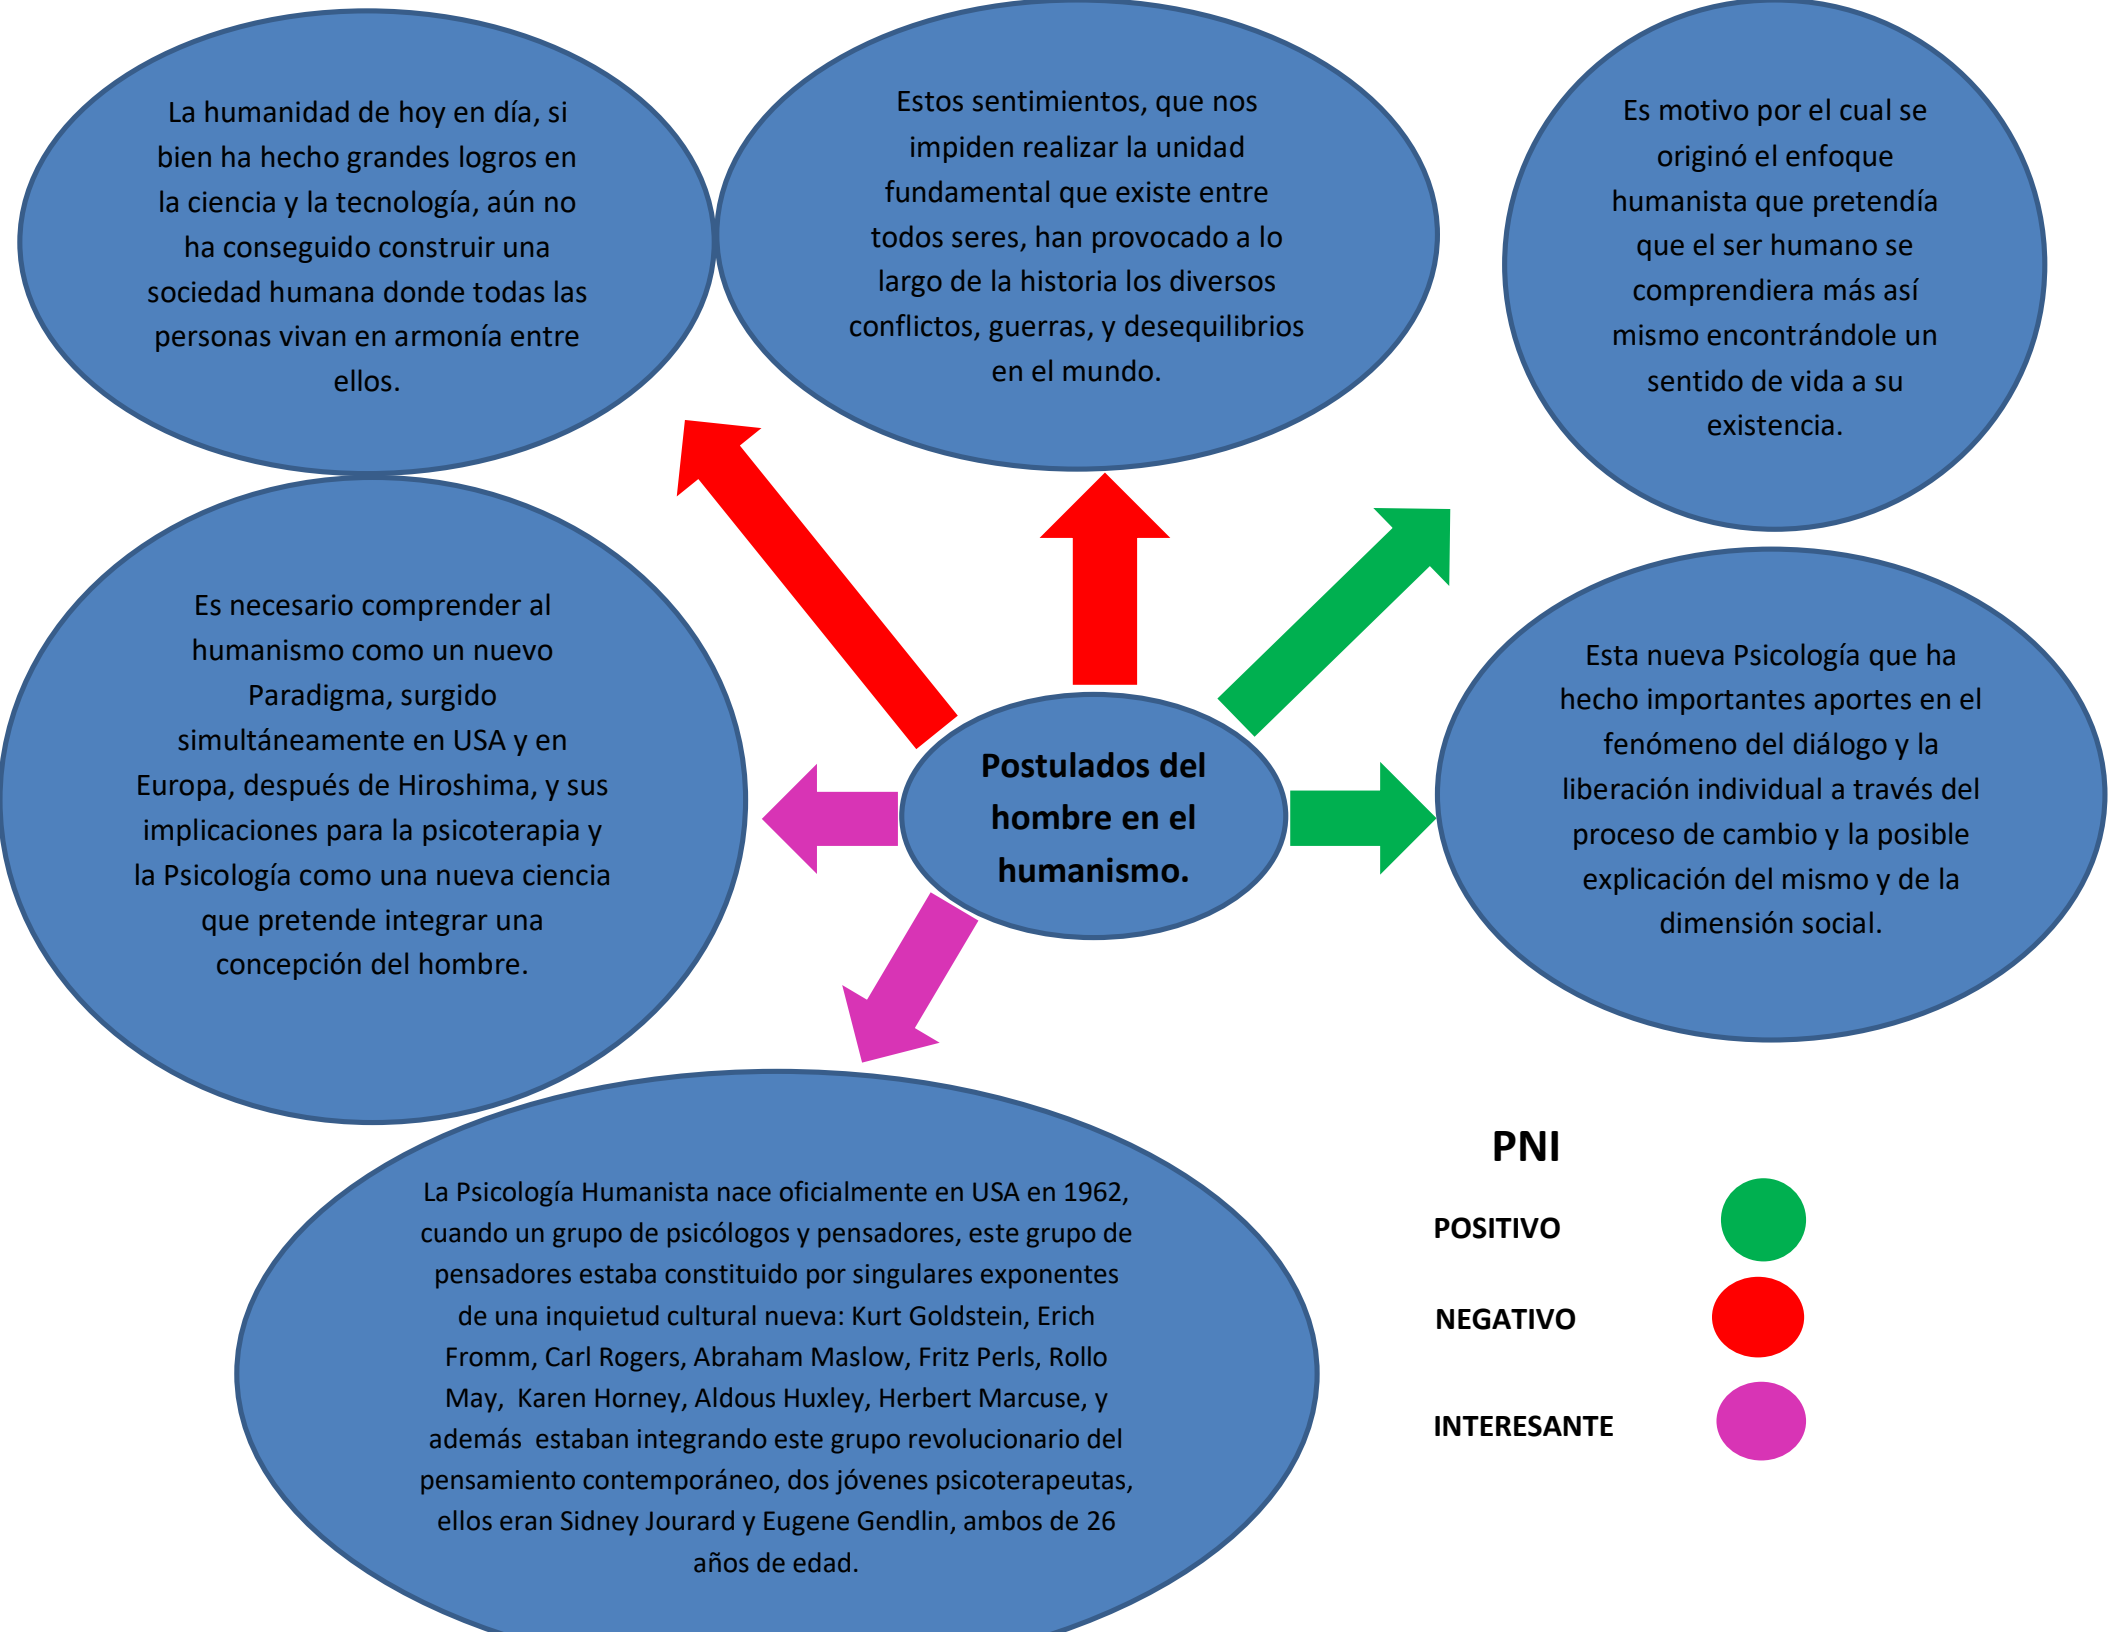 La humanidad de hoy en día, si
bien ha hecho grandes logros en
la ciencia y la tecnología, aún no
ha conseguido construir una
sociedad humana donde todas las
personas vivan en armonía entre
ellos.
Estos sentimientos, que nos
impiden realizar la unidad
fundamental que existe entre
todos seres, han provocado a lo
largo de la historia los diversos
conflictos, guerras, y desequilibrios
en el mundo.
Es motivo por el cual se
originó el enfoque
humanista que pretendía
que el ser humano se
comprendiera más así
mismo encontrándole un
sentido de vida a su
existencia.
Es necesario comprender al
humanismo como un nuevo
Paradigma, surgido
simultáneamente en USA y en
Europa, después de Hiroshima, y sus
implicaciones para la psicoterapia y
la Psicología como una nueva ciencia
que pretende integrar una
concepción del hombre.
Postulados del
hombre en el
humanismo.
Esta nueva Psicología que ha
hecho importantes aportes en el
fenómeno del diálogo y la
liberación individual a través del
proceso de cambio y la posible
explicación del mismo y de la
dimensión social.
La Psicología Humanista nace oficialmente en USA en 1962,
cuando un grupo de psicólogos y pensadores, este grupo de
pensadores estaba constituido por singulares exponentes
de una inquietud cultural nueva: Kurt Goldstein, Erich
Fromm, Carl Rogers, Abraham Maslow, Fritz Perls, Rollo
May,  Karen Horney, Aldous Huxley, Herbert Marcuse, y
además  estaban integrando este grupo revolucionario del
pensamiento contemporáneo, dos jóvenes psicoterapeutas,
ellos eran Sidney Jourard y Eugene Gendlin, ambos de 26
años de edad.
PNI
POSITIVO
NEGATIVO
INTERESANTE